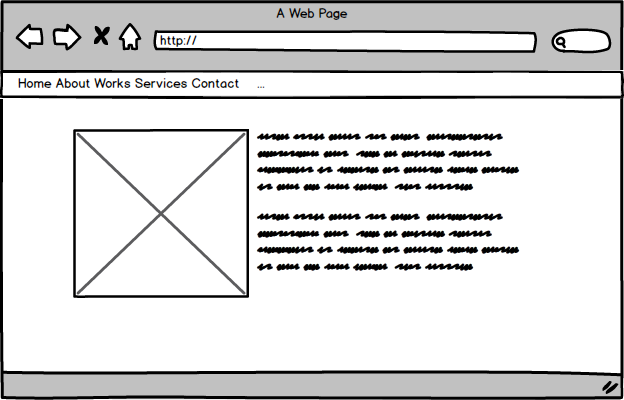 A Web Page
http://
Home About Works Services Contact ...